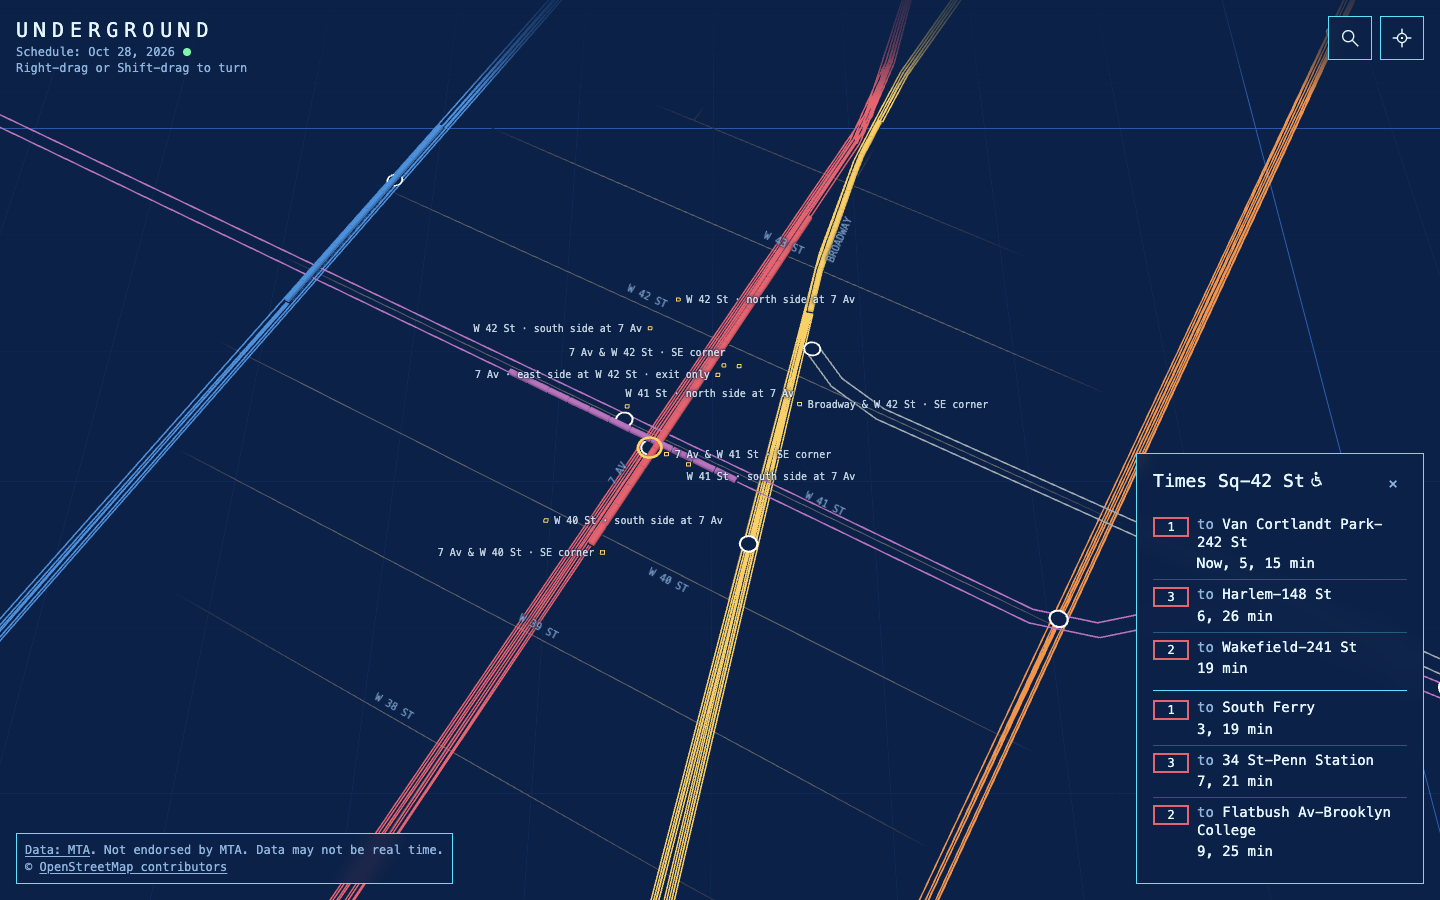 UNDERGROUND
Schedule: Oct 28, 2026
Right-drag or Shift-drag to turn
W 43 ST
BROADWAY
W 42 ST
W 42 St · north side at 7 Av
W 42 St · south side at 7 Av
7 Av & W 42 St · SE corner
7 Av · east side at W 42 St · exit only
W 41 St · north side at 7 Av
Broadway & W 42 St · SE corner
7 Av & W 41 St · SE corner
7 AV
W 41 St · south side at 7 Av
W 41 ST
W 40 St · south side at 7 Av
7 Av & W 40 St · SE corner
W 40 ST
W 39 ST
W 38 ST
Times Sq-42 St
×
1 to Van Cortlandt Park-
242 St
Now, 5, 15 min
3 to Harlem-148 St
6, 26 min
2 to Wakefield-241 St
19 min
1 to South Ferry
3, 19 min
3 to 34 St-Penn Station
7, 21 min
2 to Flatbush Av-Brooklyn
College
9, 25 min
Data: MTA. Not endorsed by MTA. Data may not be real time.
© OpenStreetMap contributors